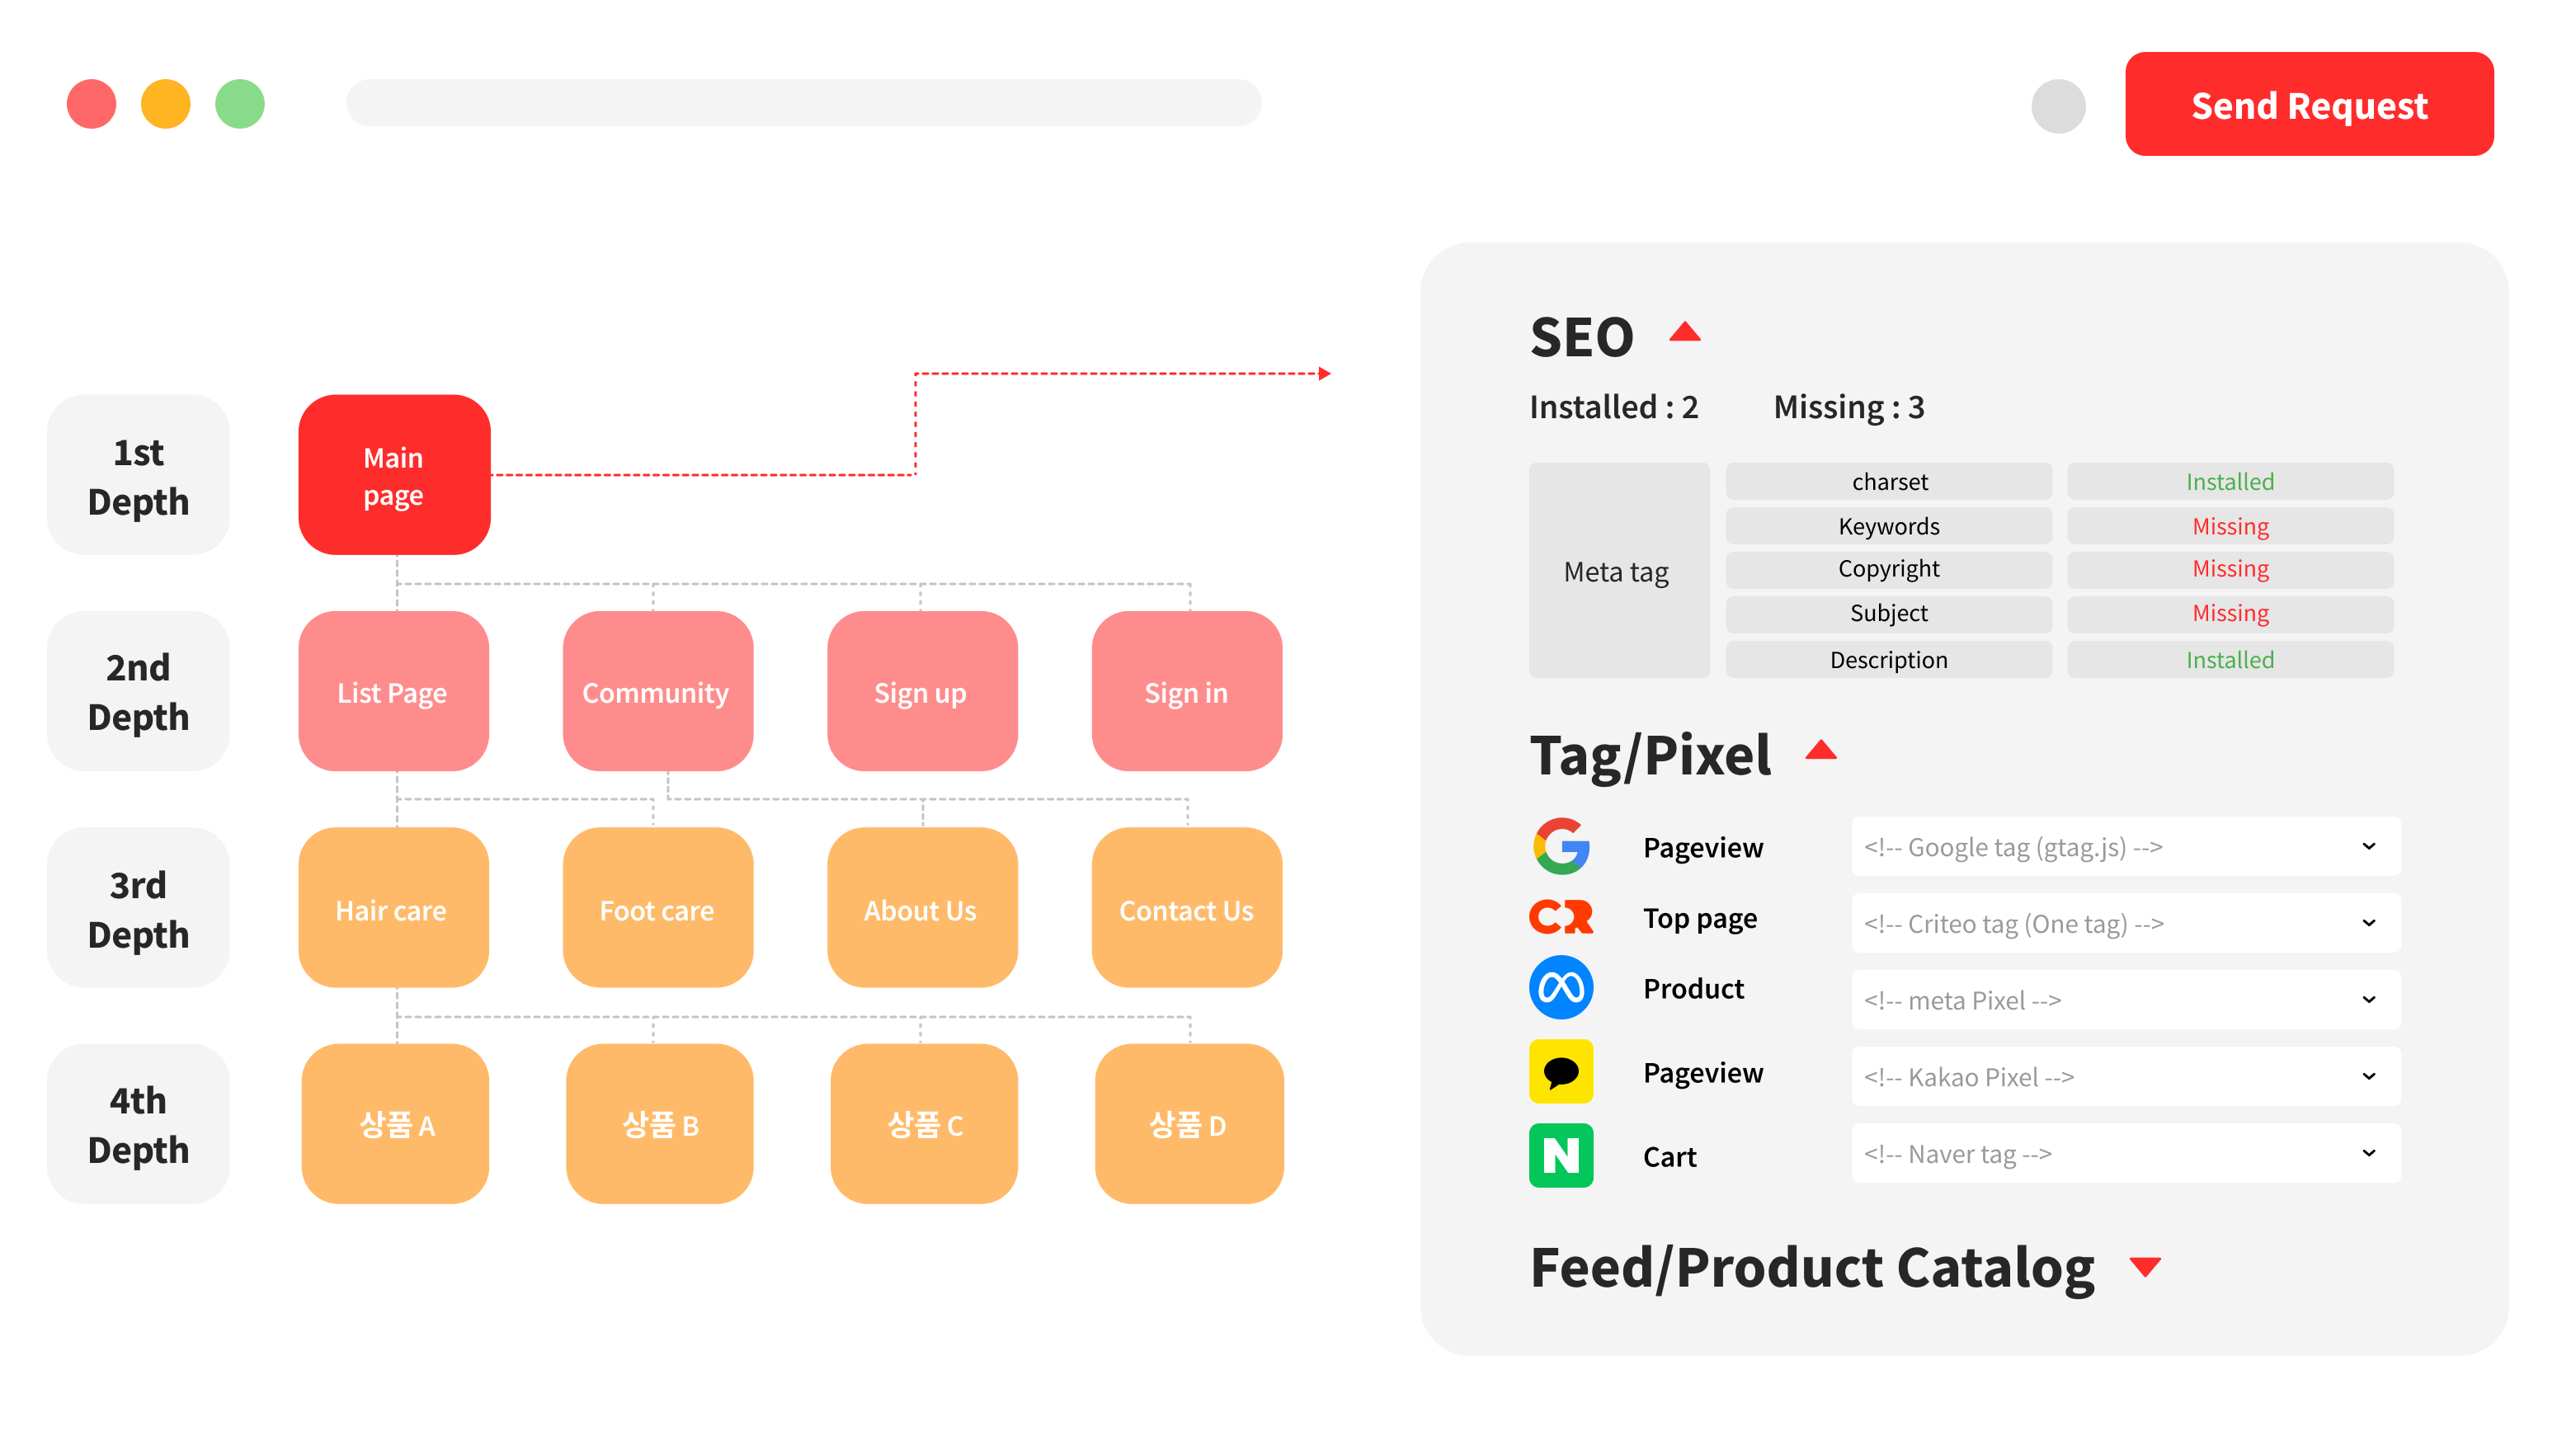 Send Request
1st
Depth
Main
page
2nd
Depth
List Page
Community
Sign up
Sign in
3rd
Depth
Hair care
Foot care
About Us
Contact Us
4th
Depth
상품 A
상품 B
상품 C
상품 D
SEO
Installed : 2
Missing : 3
Meta tag
charset
Installed
Keywords
Missing
Copyright
Missing
Subject
Missing
Description
Installed
Tag/Pixel
Pageview
<!-- Google tag (gtag.js) -->
CR
Top page
<!-- Criteo tag (One tag) -->
Product
<!-- meta Pixel -->
Pageview
<!-- Kakao Pixel -->
N
Cart
<!-- Naver tag -->
Feed/Product Catalog